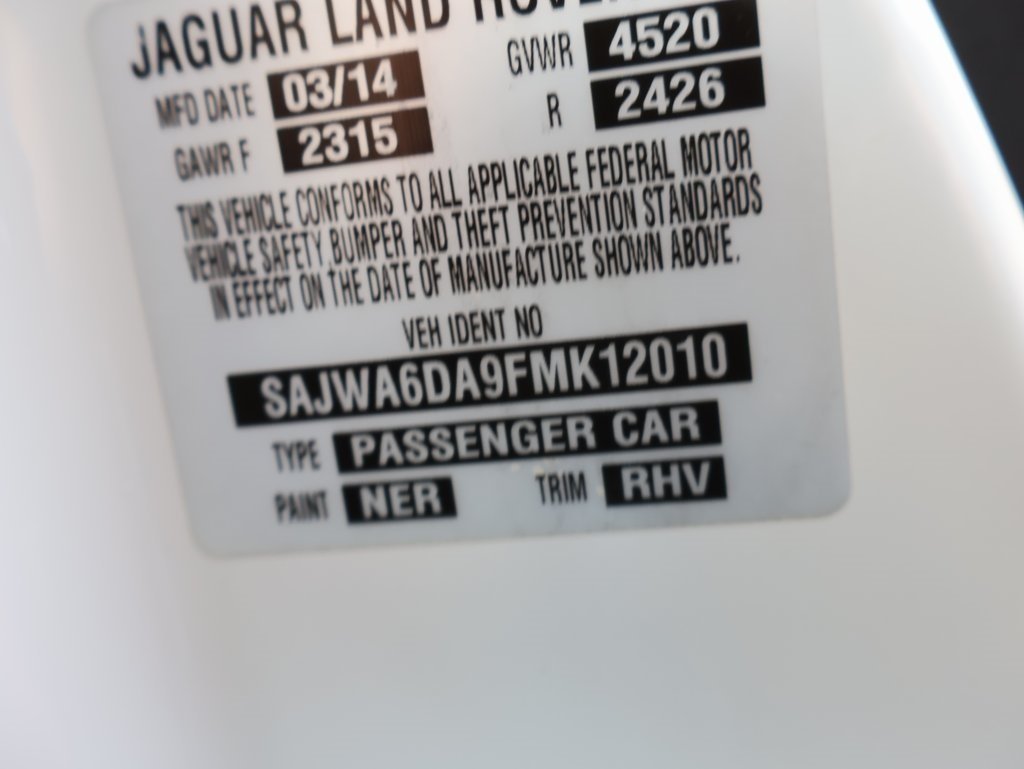 JAGUAR LAND ROVER
MFD DATE 03/14 GVWR 4520
GAWR F 2315 R 2426
THIS VEHICLE CONFORMS TO ALL APPLICABLE FEDERAL MOTOR
VEHICLE SAFETY, BUMPER AND THEFT PREVENTION STANDARDS
IN EFFECT ON THE DATE OF MANUFACTURE SHOWN ABOVE.
VEH IDENT NO
SAJWA6DA9FMK12010
TYPE PASSENGER CAR
PAINT NER TRIM RHV